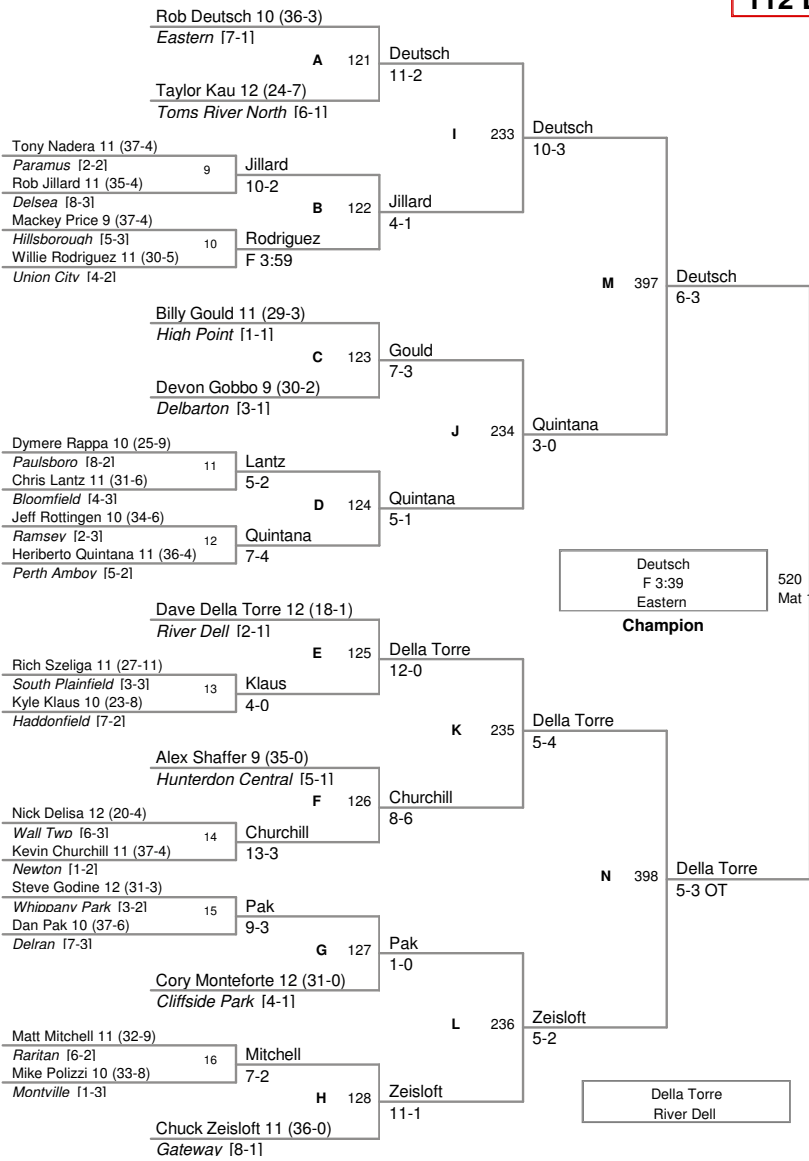 112
Rob Deutsch 10 (36-3)
Eastern [7-1]
A 121
Deutsch
11-2
Taylor Kau 12 (24-7)
Toms River North [6-1]
I 233
Deutsch
10-3
Tony Nadera 11 (37-4)
Paramus [2-2]
9
Jillard
10-2
Rob Jillard 11 (35-4)
Delsea [8-3]
B 122
Jillard
4-1
Mackey Price 9 (37-4)
Hillsborough [5-3]
10
Rodriguez
F 3:59
Willie Rodriguez 11 (30-5)
Union City [4-2]
M 397
Deutsch
6-3
Billy Gould 11 (29-3)
High Point [1-1]
C 123
Gould
7-3
Devon Gobbo 9 (30-2)
Delbarton [3-1]
J 234
Quintana
3-0
Dymere Rappa 10 (25-9)
Paulsboro [8-2]
11
Lantz
5-2
Chris Lantz 11 (31-6)
Bloomfield [4-3]
D 124
Quintana
5-1
Jeff Rottingen 10 (34-6)
Ramsey [2-3]
12
Quintana
7-4
Heriberto Quintana 11 (36-4)
Perth Amboy [5-2]
Deutsch
F 3:39
Eastern
Champion
520
Mat
Dave Della Torre 12 (18-1)
River Dell [2-1]
E 125
Della Torre
12-0
Rich Szeliga 11 (27-11)
South Plainfield [3-3]
13
Klaus
4-0
Kyle Klaus 10 (23-8)
Haddonfield [7-2]
K 235
Della Torre
5-4
Alex Shaffer 9 (35-0)
Hunterdon Central [5-1]
F 126
Churchill
8-6
Nick Delisa 12 (20-4)
Wall Twp [6-3]
14
Churchill
13-3
Kevin Churchill 11 (37-4)
Newton [1-2]
N 398
Della Torre
5-3 OT
Steve Godine 12 (31-3)
Whippany Park [3-2]
15
Pak
9-3
Dan Pak 10 (37-6)
Delran [7-3]
G 127
Pak
1-0
Cory Monteforte 12 (31-0)
Cliffside Park [4-1]
L 236
Zeisloft
5-2
Matt Mitchell 11 (32-9)
Raritan [6-2]
16
Mitchell
7-2
Mike Polizzi 10 (33-8)
Montville [1-3]
H 128
Zeisloft
11-1
Chuck Zeisloft 11 (36-0)
Gateway [8-1]
Della Torre
River Dell